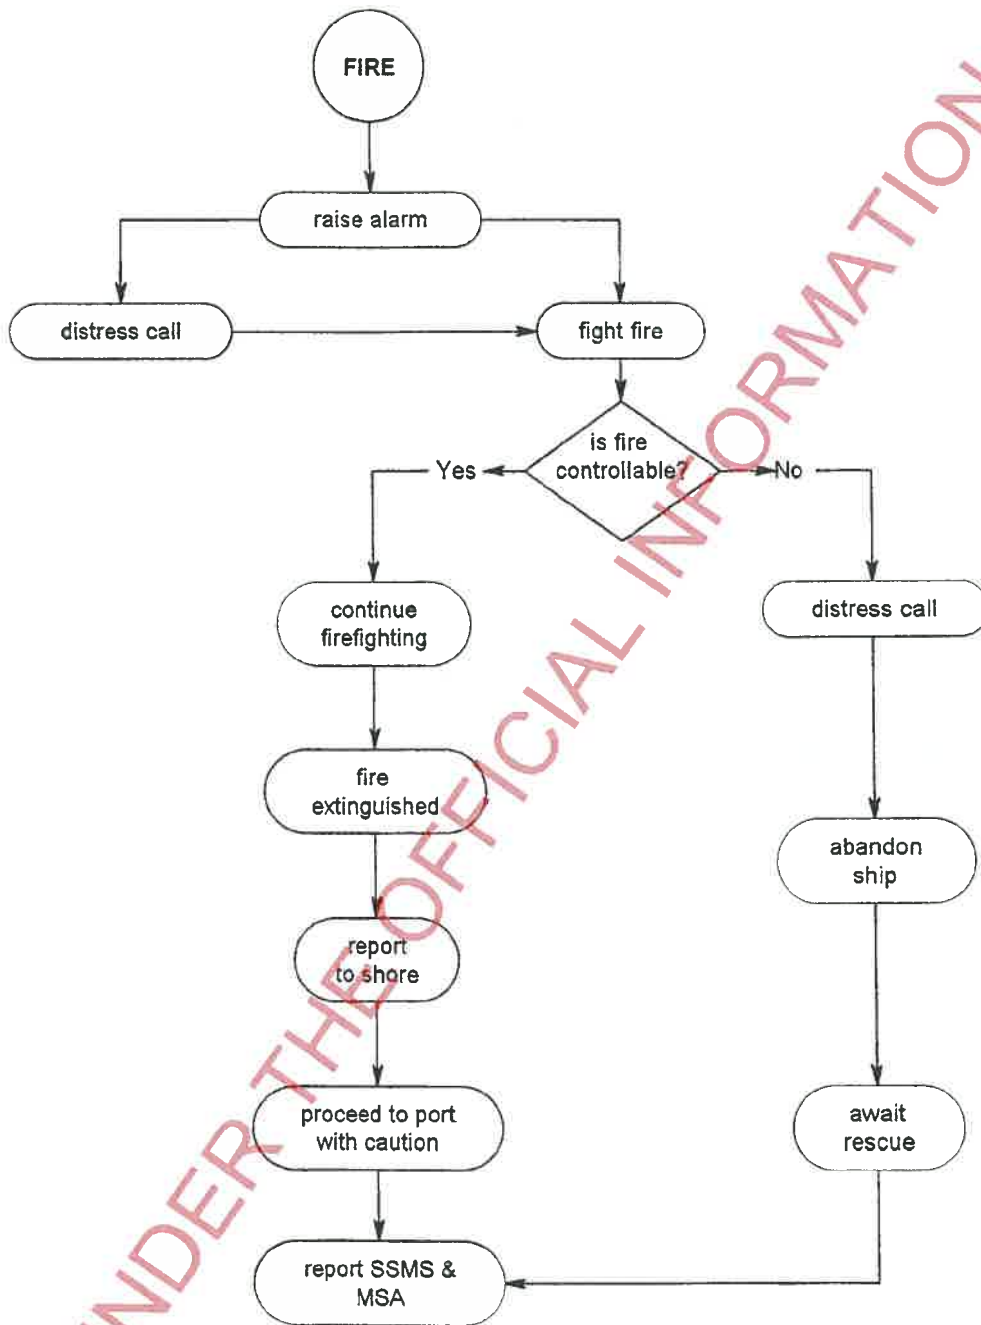 FIRE
raise alarm
distress call
fight fire
is fire
controllable?
Yes
No
continue
firefighting
distress call
fire
extinguished
abandon
ship
report
to shore
proceed to port
with caution
await
rescue
report SSMS &
MSA
NDER THE OFFICIAL INFORMATION